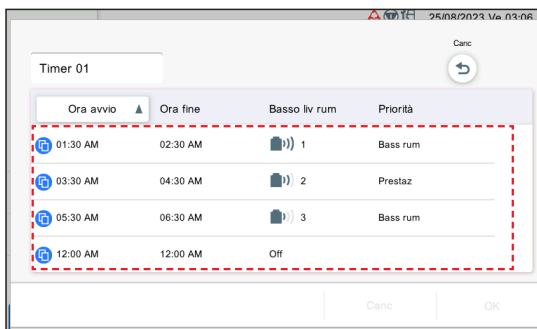 25/08/2023 Ve 03:06
Canc
Timer 01
Ora avvio Ora fine Basso liv rum Priorità
01:30 AM 02:30 AM 1 Bass rum
03:30 AM 04:30 AM 2 Prestaz
05:30 AM 06:30 AM 3 Bass rum
12:00 AM 12:00 AM Off
Canc OK